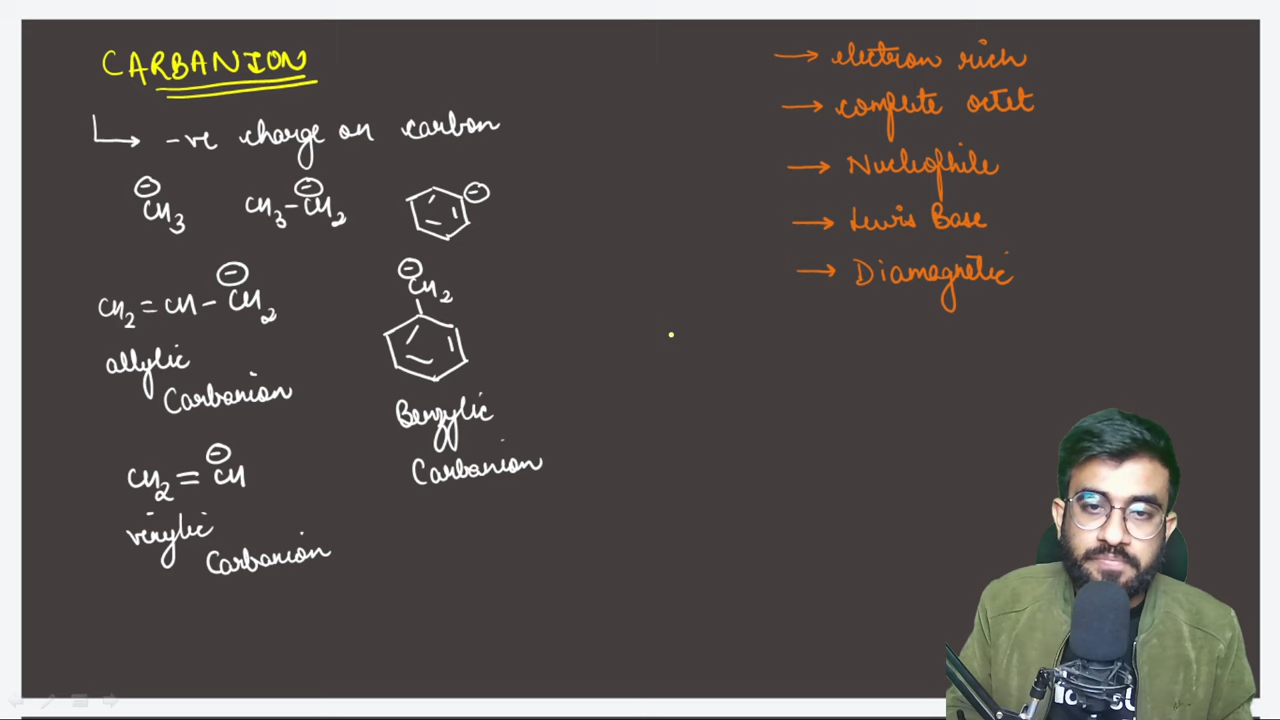 CARBANION
↳ -ve charge on carbon
⊖CH3 CH3-⊖CH2 ⊖
CH2=CH-⊖CH2
allylic
Carbanion
⊖CH2
Benzylic
Carbanion
CH2=⊖CH
vinylic
Carbanion
→ electron rich
→ complete octet
→ Nucleophile
→ Lewis Base
→ Diamagnetic